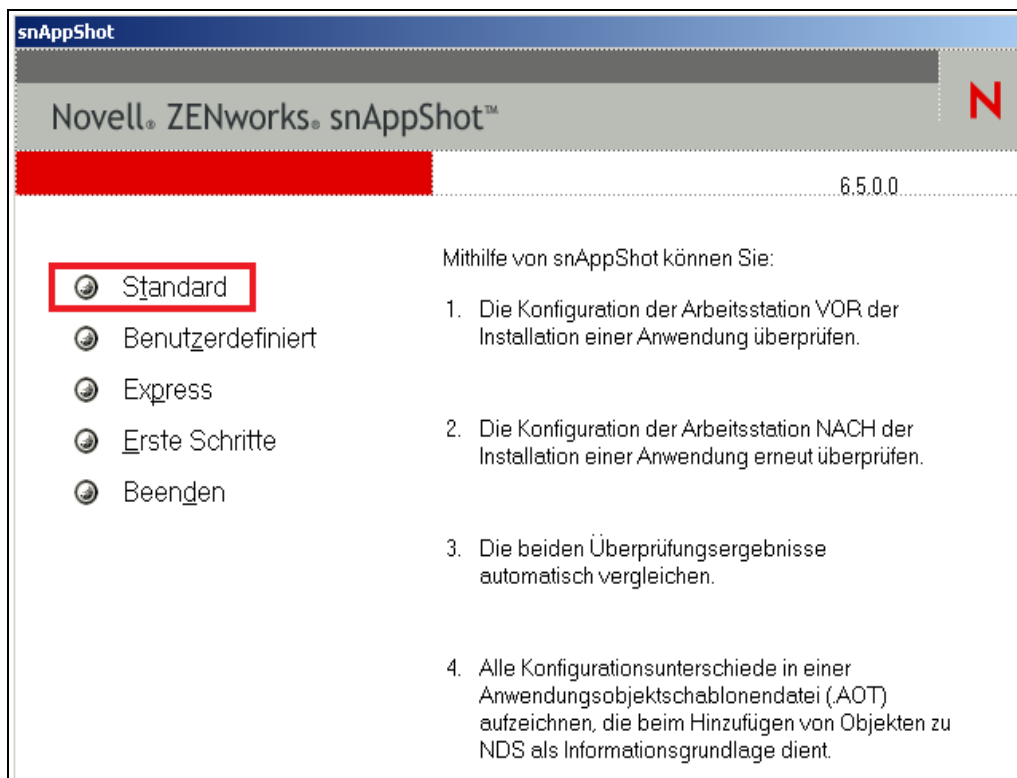 snAppShot
Novell® ZENworks® snAppShot™
N
6.5.0.0
Standard
Benutzerdefiniert
Express
Erste Schritte
Beenden
Mithilfe von snAppShot können Sie:
1. Die Konfiguration der Arbeitsstation VOR der
Installation einer Anwendung überprüfen.
2. Die Konfiguration der Arbeitsstation NACH der
Installation einer Anwendung erneut überprüfen.
3. Die beiden Überprüfungsergebnisse
automatisch vergleichen.
4. Alle Konfigurationsunterschiede in einer
Anwendungsobjektschablonendatei (.AOT)
aufzeichnen, die beim Hinzufügen von Objekten zu
NDS als Informationsgrundlage dient.